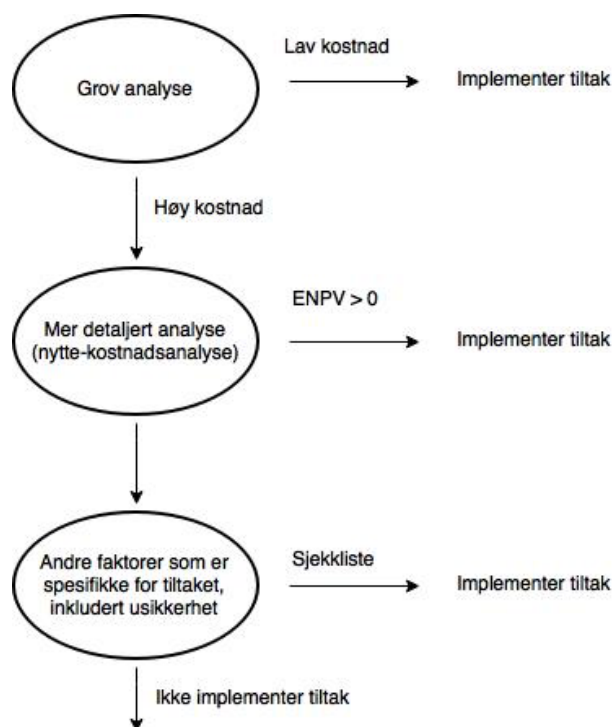 Lav kostnad
Grov analyse
Implementer tiltak
Høy kostnad
ENPV > 0
Mer detaljert analyse
(nytte-kostnadsanalyse)
Implementer tiltak
Andre faktorer som er
spesifikke for tiltaket,
inkludert usikkerhet
Sjekkliste
Implementer tiltak
Ikke implementer tiltak